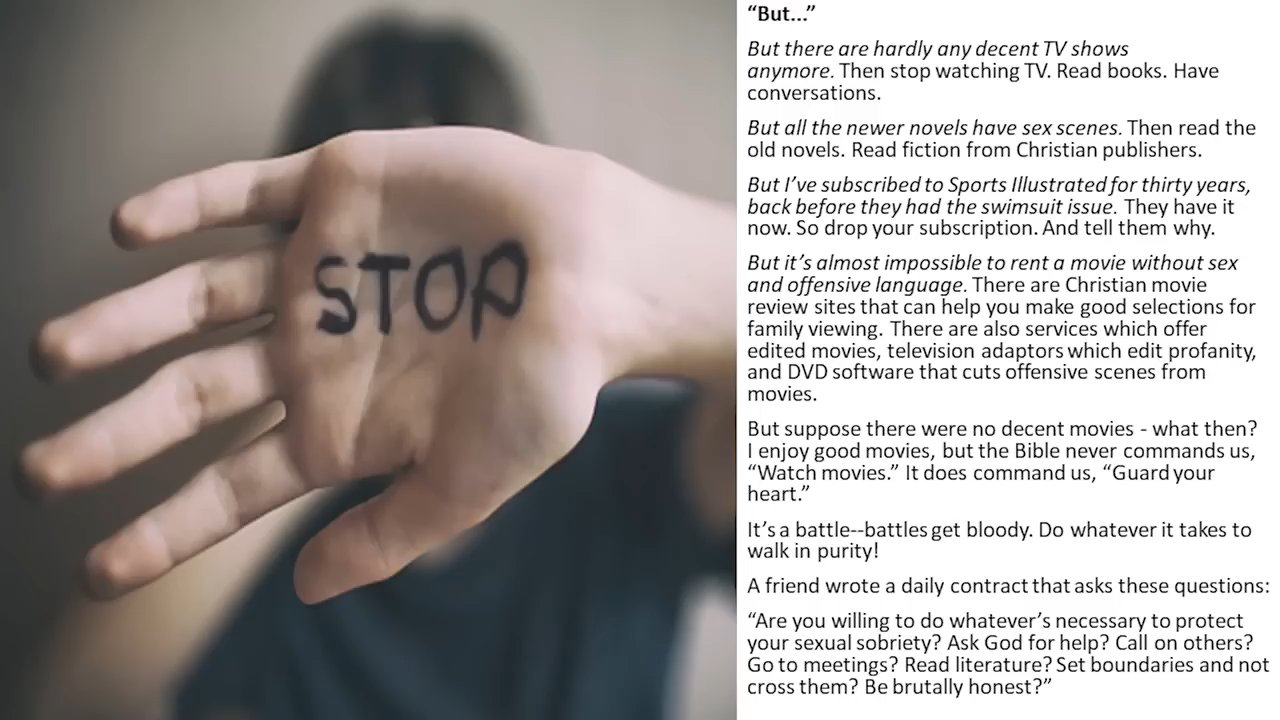 STOP
“But...”
But there are hardly any decent TV shows
anymore. Then stop watching TV. Read books. Have
conversations.
But all the newer novels have sex scenes. Then read the
old novels. Read fiction from Christian publishers.
But I’ve subscribed to Sports Illustrated for thirty years,
back before they had the swimsuit issue. They have it
now. So drop your subscription. And tell them why.
But it’s almost impossible to rent a movie without sex
and offensive language. There are Christian movie
review sites that can help you make good selections for
family viewing. There are also services which offer
edited movies, television adaptors which edit profanity,
and DVD software that cuts offensive scenes from
movies.
But suppose there were no decent movies - what then?
I enjoy good movies, but the Bible never commands us,
“Watch movies.” It does command us, “Guard your
heart.”
It’s a battle--battles get bloody. Do whatever it takes to
walk in purity!
A friend wrote a daily contract that asks these questions:
“Are you willing to do whatever’s necessary to protect
your sexual sobriety? Ask God for help? Call on others?
Go to meetings? Read literature? Set boundaries and not
cross them? Be brutally honest?”